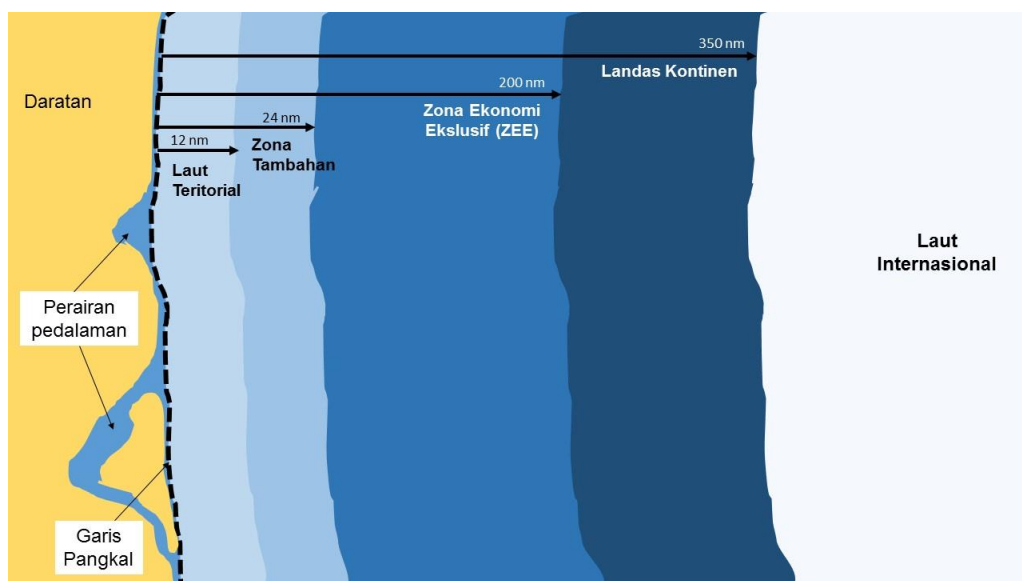 350 nm
Landas Kontinen
200 nm
Daratan
Zona Ekonomi
Ekslusif (ZEE)
24 nm
12 nm
Zona
Tambahan
Laut
Teritorial
Laut
Internasional
Perairan
pedalaman
Garis
Pangkal